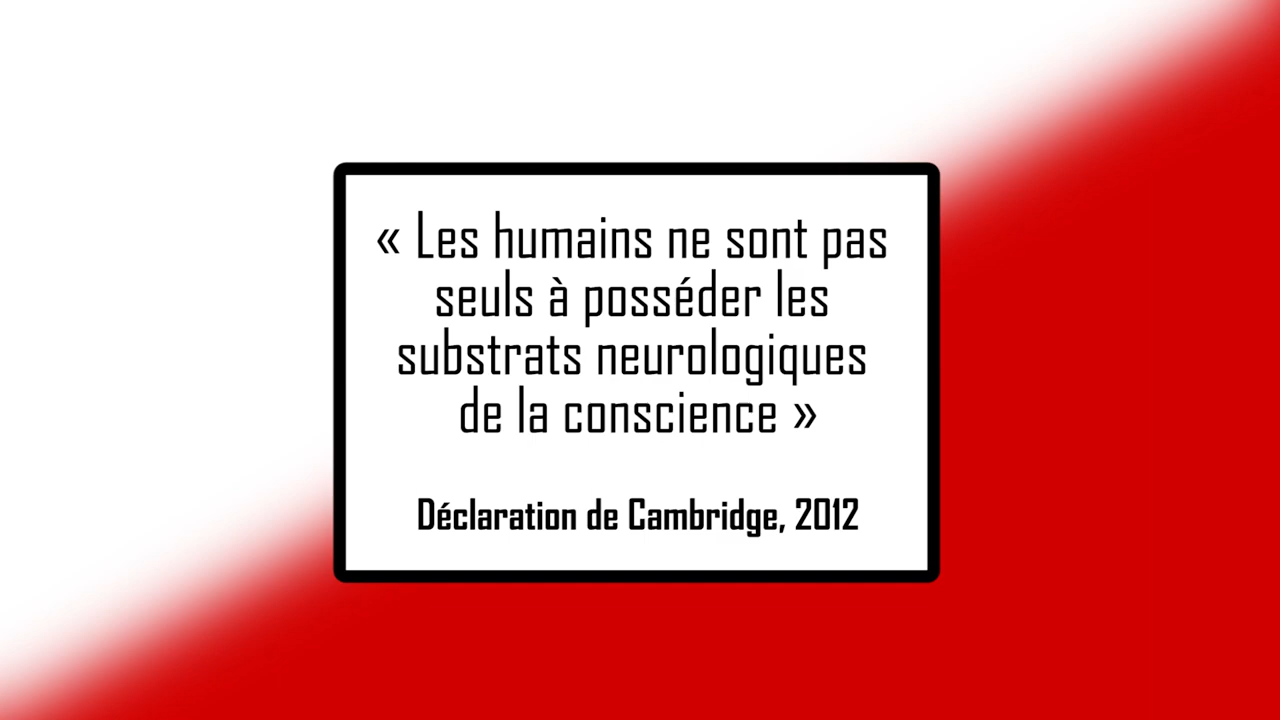 « Les humains ne sont pas
seuls à posséder les
substrats neurologiques
de la conscience »
Déclaration de Cambridge, 2012